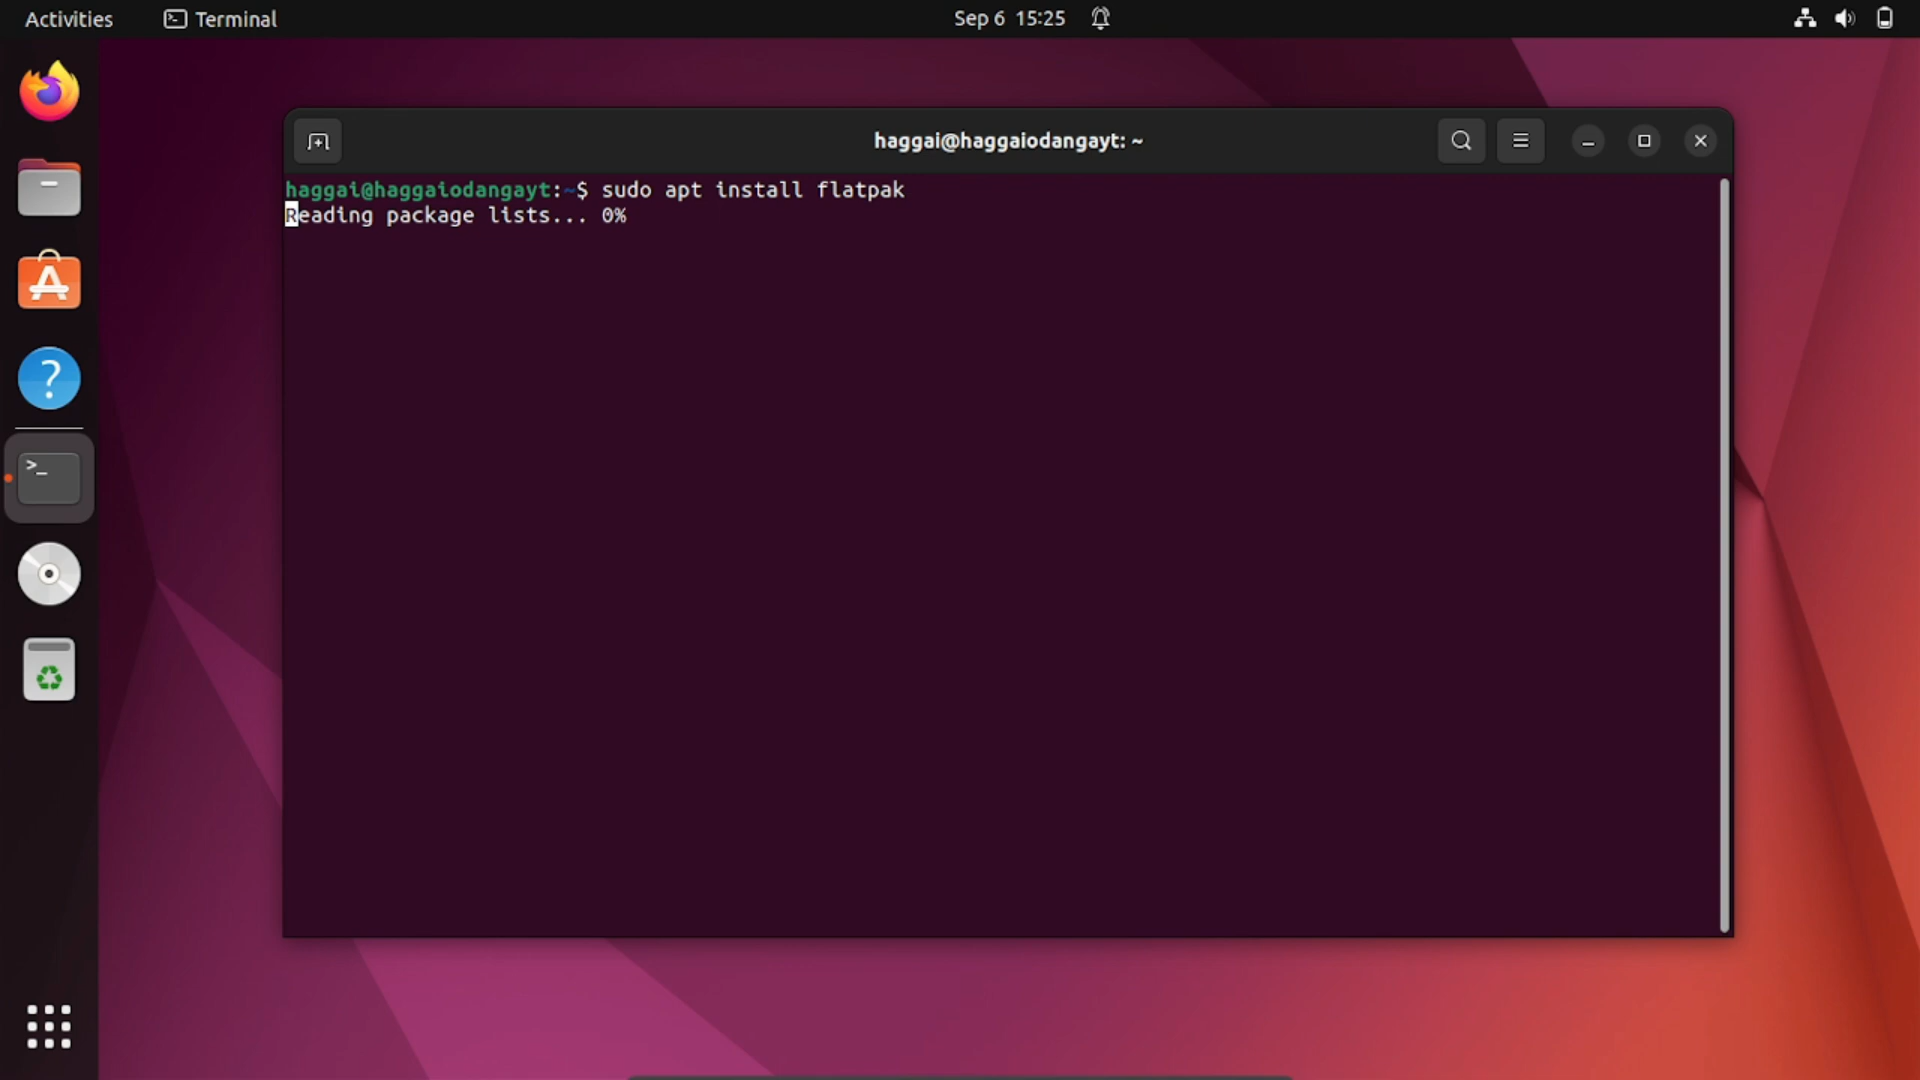 Activities
Terminal
Sep 6 15:25
haggai@haggaiodangayt: ~
haggai@haggaiodangayt:~$ sudo apt install flatpak
Reading package lists... 0%